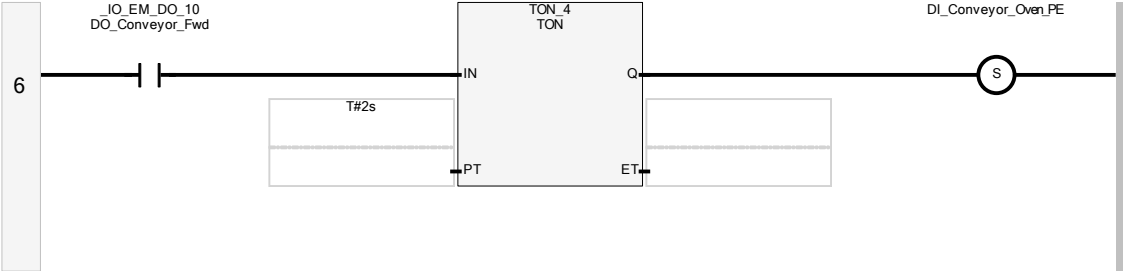 _IO_EM_DO_10
DO_Conveyor_Fwd
TON_4
TON
DI_Conveyor_Oven_PE
6
IN
Q
S
T#2s
PT
ET